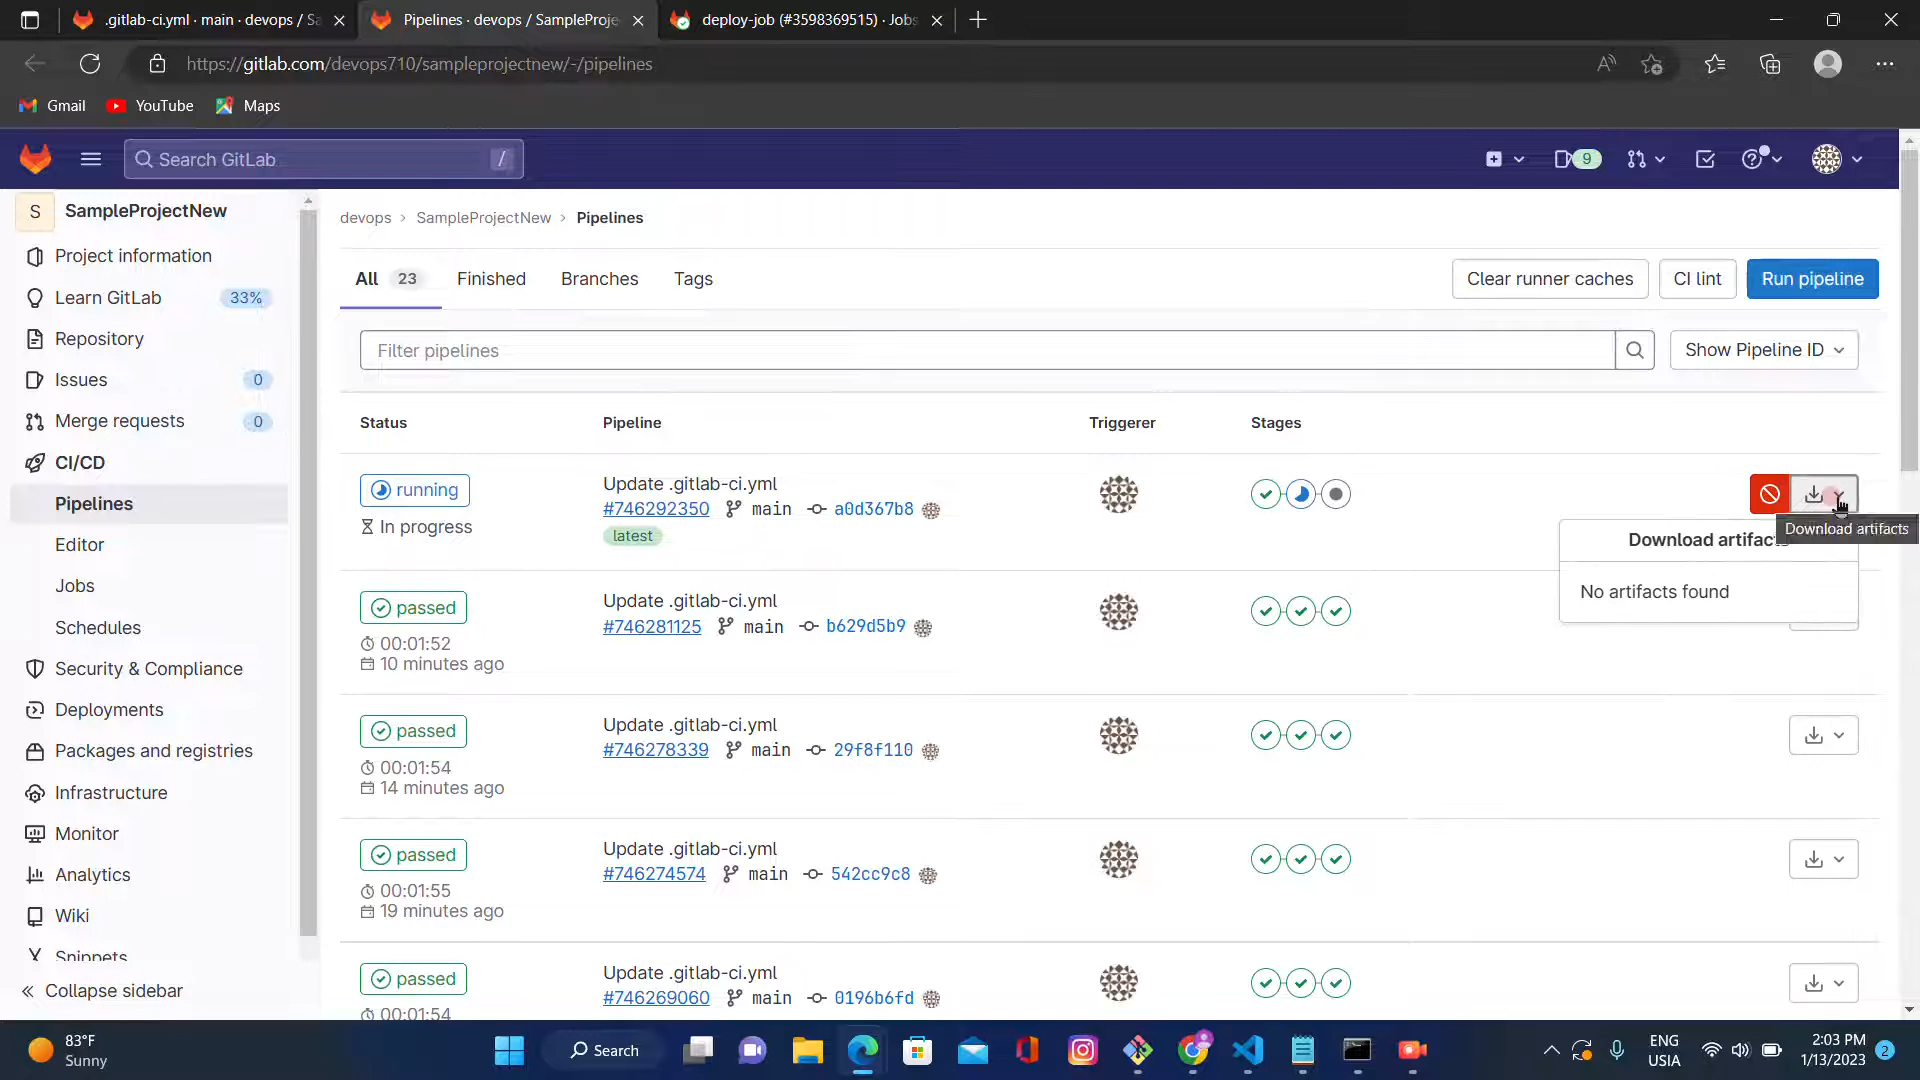 .gitlab-ci.yml · main · devops / Sa
Pipelines · devops / SampleProje
deploy-job (#3598369515) · Jobs
https://gitlab.com/devops710/sampleprojectnew/-/pipelines
Gmail
YouTube
Maps
Search GitLab
/
9
S
SampleProjectNew
Project information
Learn GitLab
33%
Repository
Issues
0
Merge requests
0
CI/CD
Pipelines
Editor
Jobs
Schedules
Security & Compliance
Deployments
Packages and registries
Infrastructure
Monitor
Analytics
Wiki
Snippets
Collapse sidebar
devops > SampleProjectNew > Pipelines
All 23 Finished Branches Tags
Clear runner caches
CI lint
Run pipeline
Filter pipelines
Show Pipeline ID
Status Pipeline Triggerer Stages
running
In progress
Update .gitlab-ci.yml
#746292350 main a0d367b8
latest
Download artifacts
Download artifac
No artifacts found
passed
00:01:52
10 minutes ago
Update .gitlab-ci.yml
#746281125 main b629d5b9
passed
00:01:54
14 minutes ago
Update .gitlab-ci.yml
#746278339 main 29f8f110
passed
00:01:55
19 minutes ago
Update .gitlab-ci.yml
#746274574 main 542cc9c8
passed
00:01:54
Update .gitlab-ci.yml
#746269060 main 0196b6fd
83°F
Sunny
Search
ENG
USIA
2:03 PM
1/13/2023
2